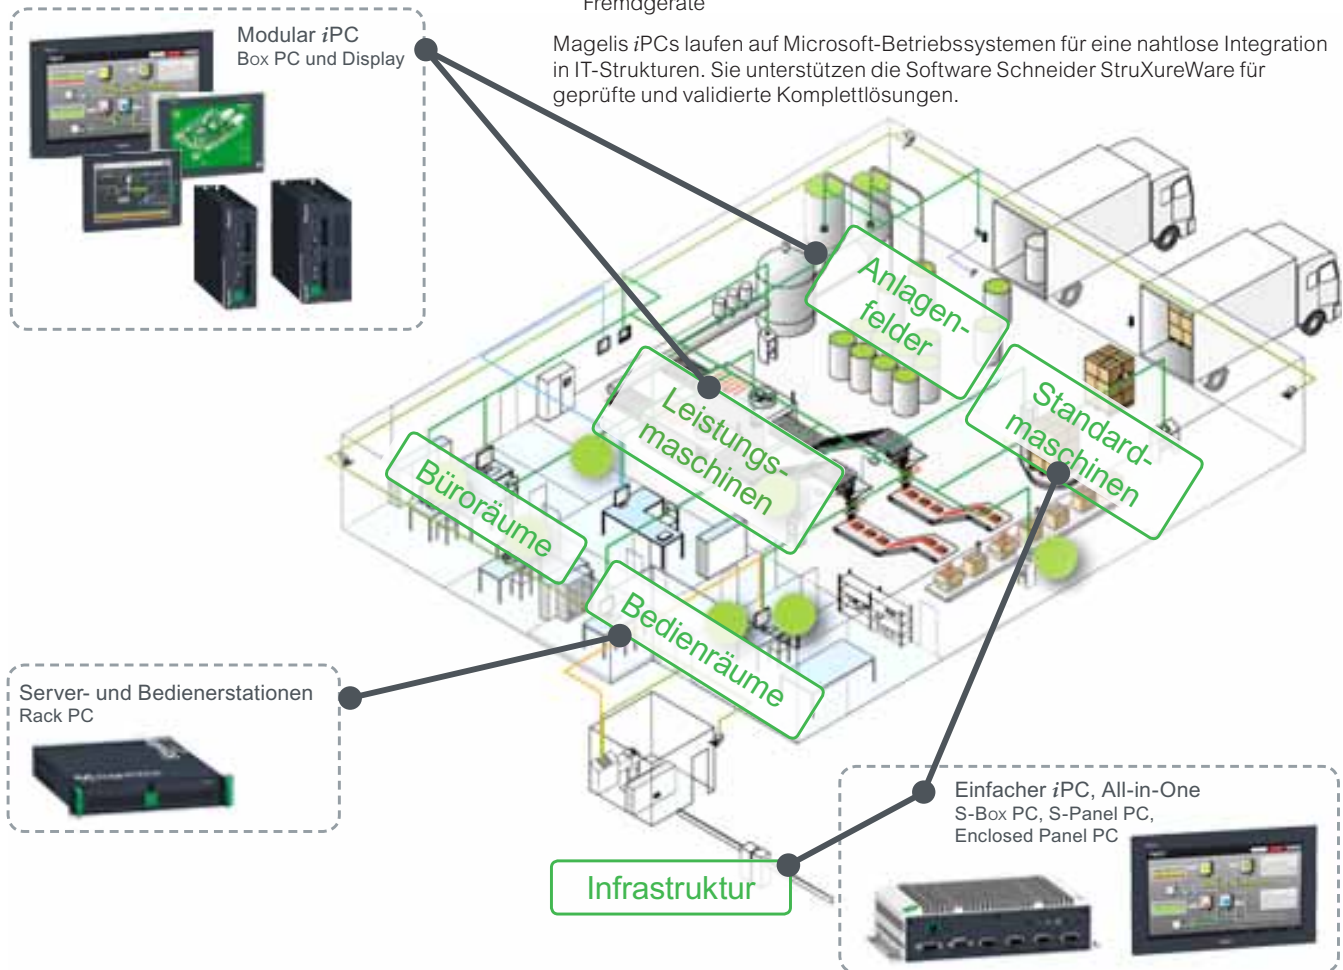 Fremdgeräte
Modular iPC
Box PC und Display
Magelis iPCs laufen auf Microsoft-Betriebssystemen für eine nahtlose Integration
in IT-Strukturen. Sie unterstützen die Software Schneider StruXureWare für
geprüfte und validierte Komplettlösungen.
Anlagen-
felder
Standard-
maschinen
Leistungs-
maschinen
Büroräume
Bedienräume
Server- und Bedienerstationen
Rack PC
Einfacher iPC, All-in-One
S-Box PC, S-Panel PC,
Enclosed Panel PC
Infrastruktur